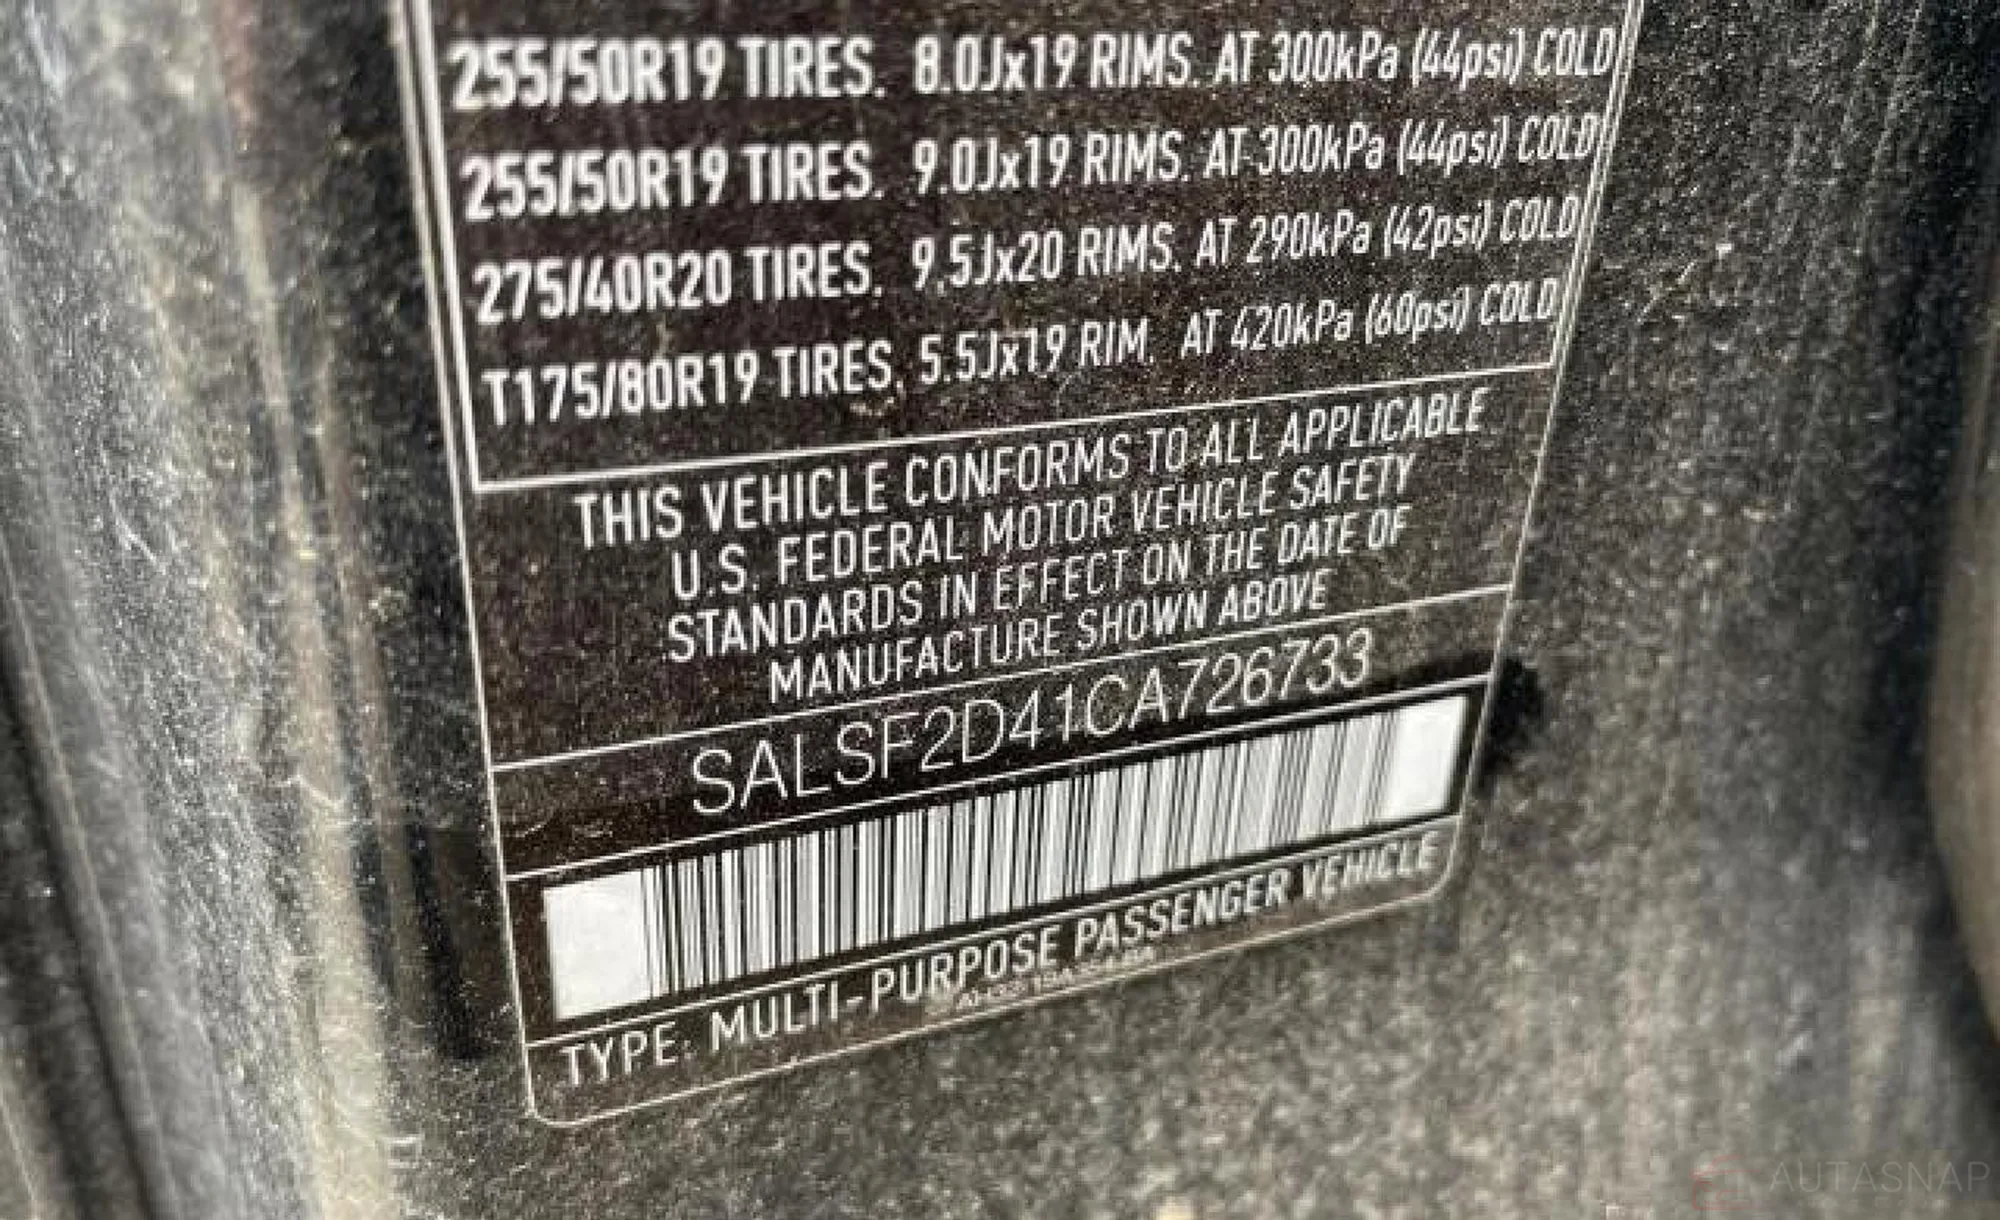 255/50R19 TIRES. 8.0Jx19 RIMS. AT 300kPa (44psi) COLD
255/50R19 TIRES. 9.0Jx19 RIMS. AT 300kPa (44psi) COLD
275/40R20 TIRES. 9.5Jx20 RIMS. AT 290kPa (42psi) COLD
T175/80R19 TIRES. 5.5Jx19 RIM. AT 420kPa (60psi) COLD
THIS VEHICLE CONFORMS TO ALL APPLICABLE
U.S. FEDERAL MOTOR VEHICLE SAFETY
STANDARDS IN EFFECT ON THE DATE OF
MANUFACTURE SHOWN ABOVE
SALSF2D41CA726733
TYPE. MULTI-PURPOSE PASSENGER VEHICLE
AUTASNAP